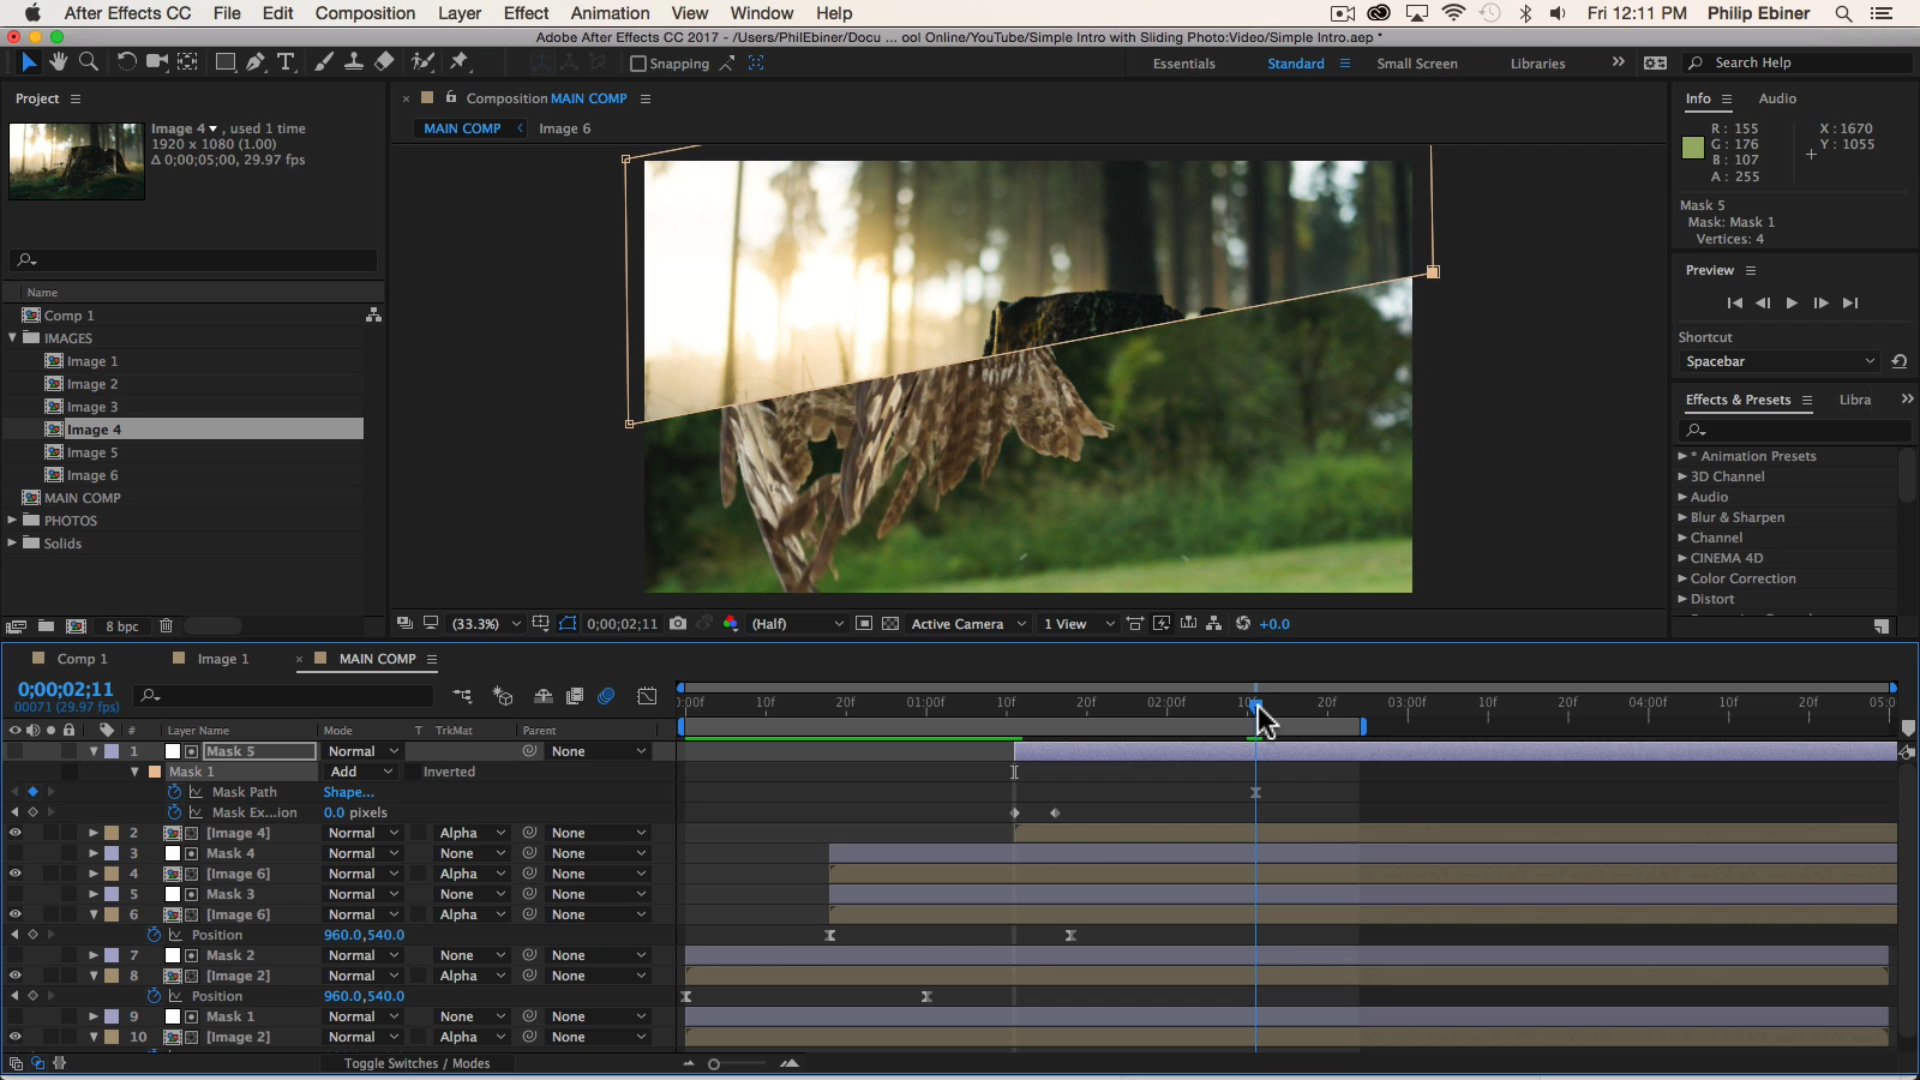 After Effects CC File Edit Composition Layer Effect Animation View Window Help Fri 12:11 PM Philip Ebiner
Adobe After Effects CC 2017 - /Users/PhilEbiner/Docu ... ool Online/YouTube/Simple Intro with Sliding Photo:Video/Simple Intro.aep *
Snapping Essentials Standard Small Screen Libraries Search Help
Project
Image 4 , used 1 time
1920 x 1080 (1.00)
Δ 0;00;05;00, 29.97 fps
Name
Comp 1
IMAGES
Image 1
Image 2
Image 3
Image 4
Image 5
Image 6
MAIN COMP
PHOTOS
Solids
8 bpc
Composition MAIN COMP
MAIN COMP Image 6
(33.3%) 0;00;02;11 (Half) Active Camera 1 View +0.0
Info Audio
R: 155
G: 176
B: 107
A: 255
X: 1670
Y: 1055
Mask 5
Mask: Mask 1
Vertices: 4
Preview
Shortcut
Spacebar
Effects & Presets Libra
* Animation Presets
3D Channel
Audio
Blur & Sharpen
Channel
CINEMA 4D
Color Correction
Distort
Comp 1 Image 1 MAIN COMP
0;00;02;11
00071 (29.97 fps)
:00f 10f 20f 01:00f 10f 20f 02:00f 20f 03:00f 10f 20f 04:00f 10f 20f 05:0
# Layer Name Mode T TrkMat Parent
1 Mask 5 Normal None
Mask 1 Add Inverted
Mask Path Shape...
Mask Ex...ion 0.0 pixels
2 [Image 4] Normal Alpha None
3 Mask 4 Normal None None
4 [Image 6] Normal Alpha None
5 Mask 3 Normal None None
6 [Image 6] Normal Alpha None
Position 960.0,540.0
7 Mask 2 Normal None None
8 [Image 2] Normal Alpha None
Position 960.0,540.0
9 Mask 1 Normal None None
10 [Image 2] Normal Alpha None
Toggle Switches / Modes